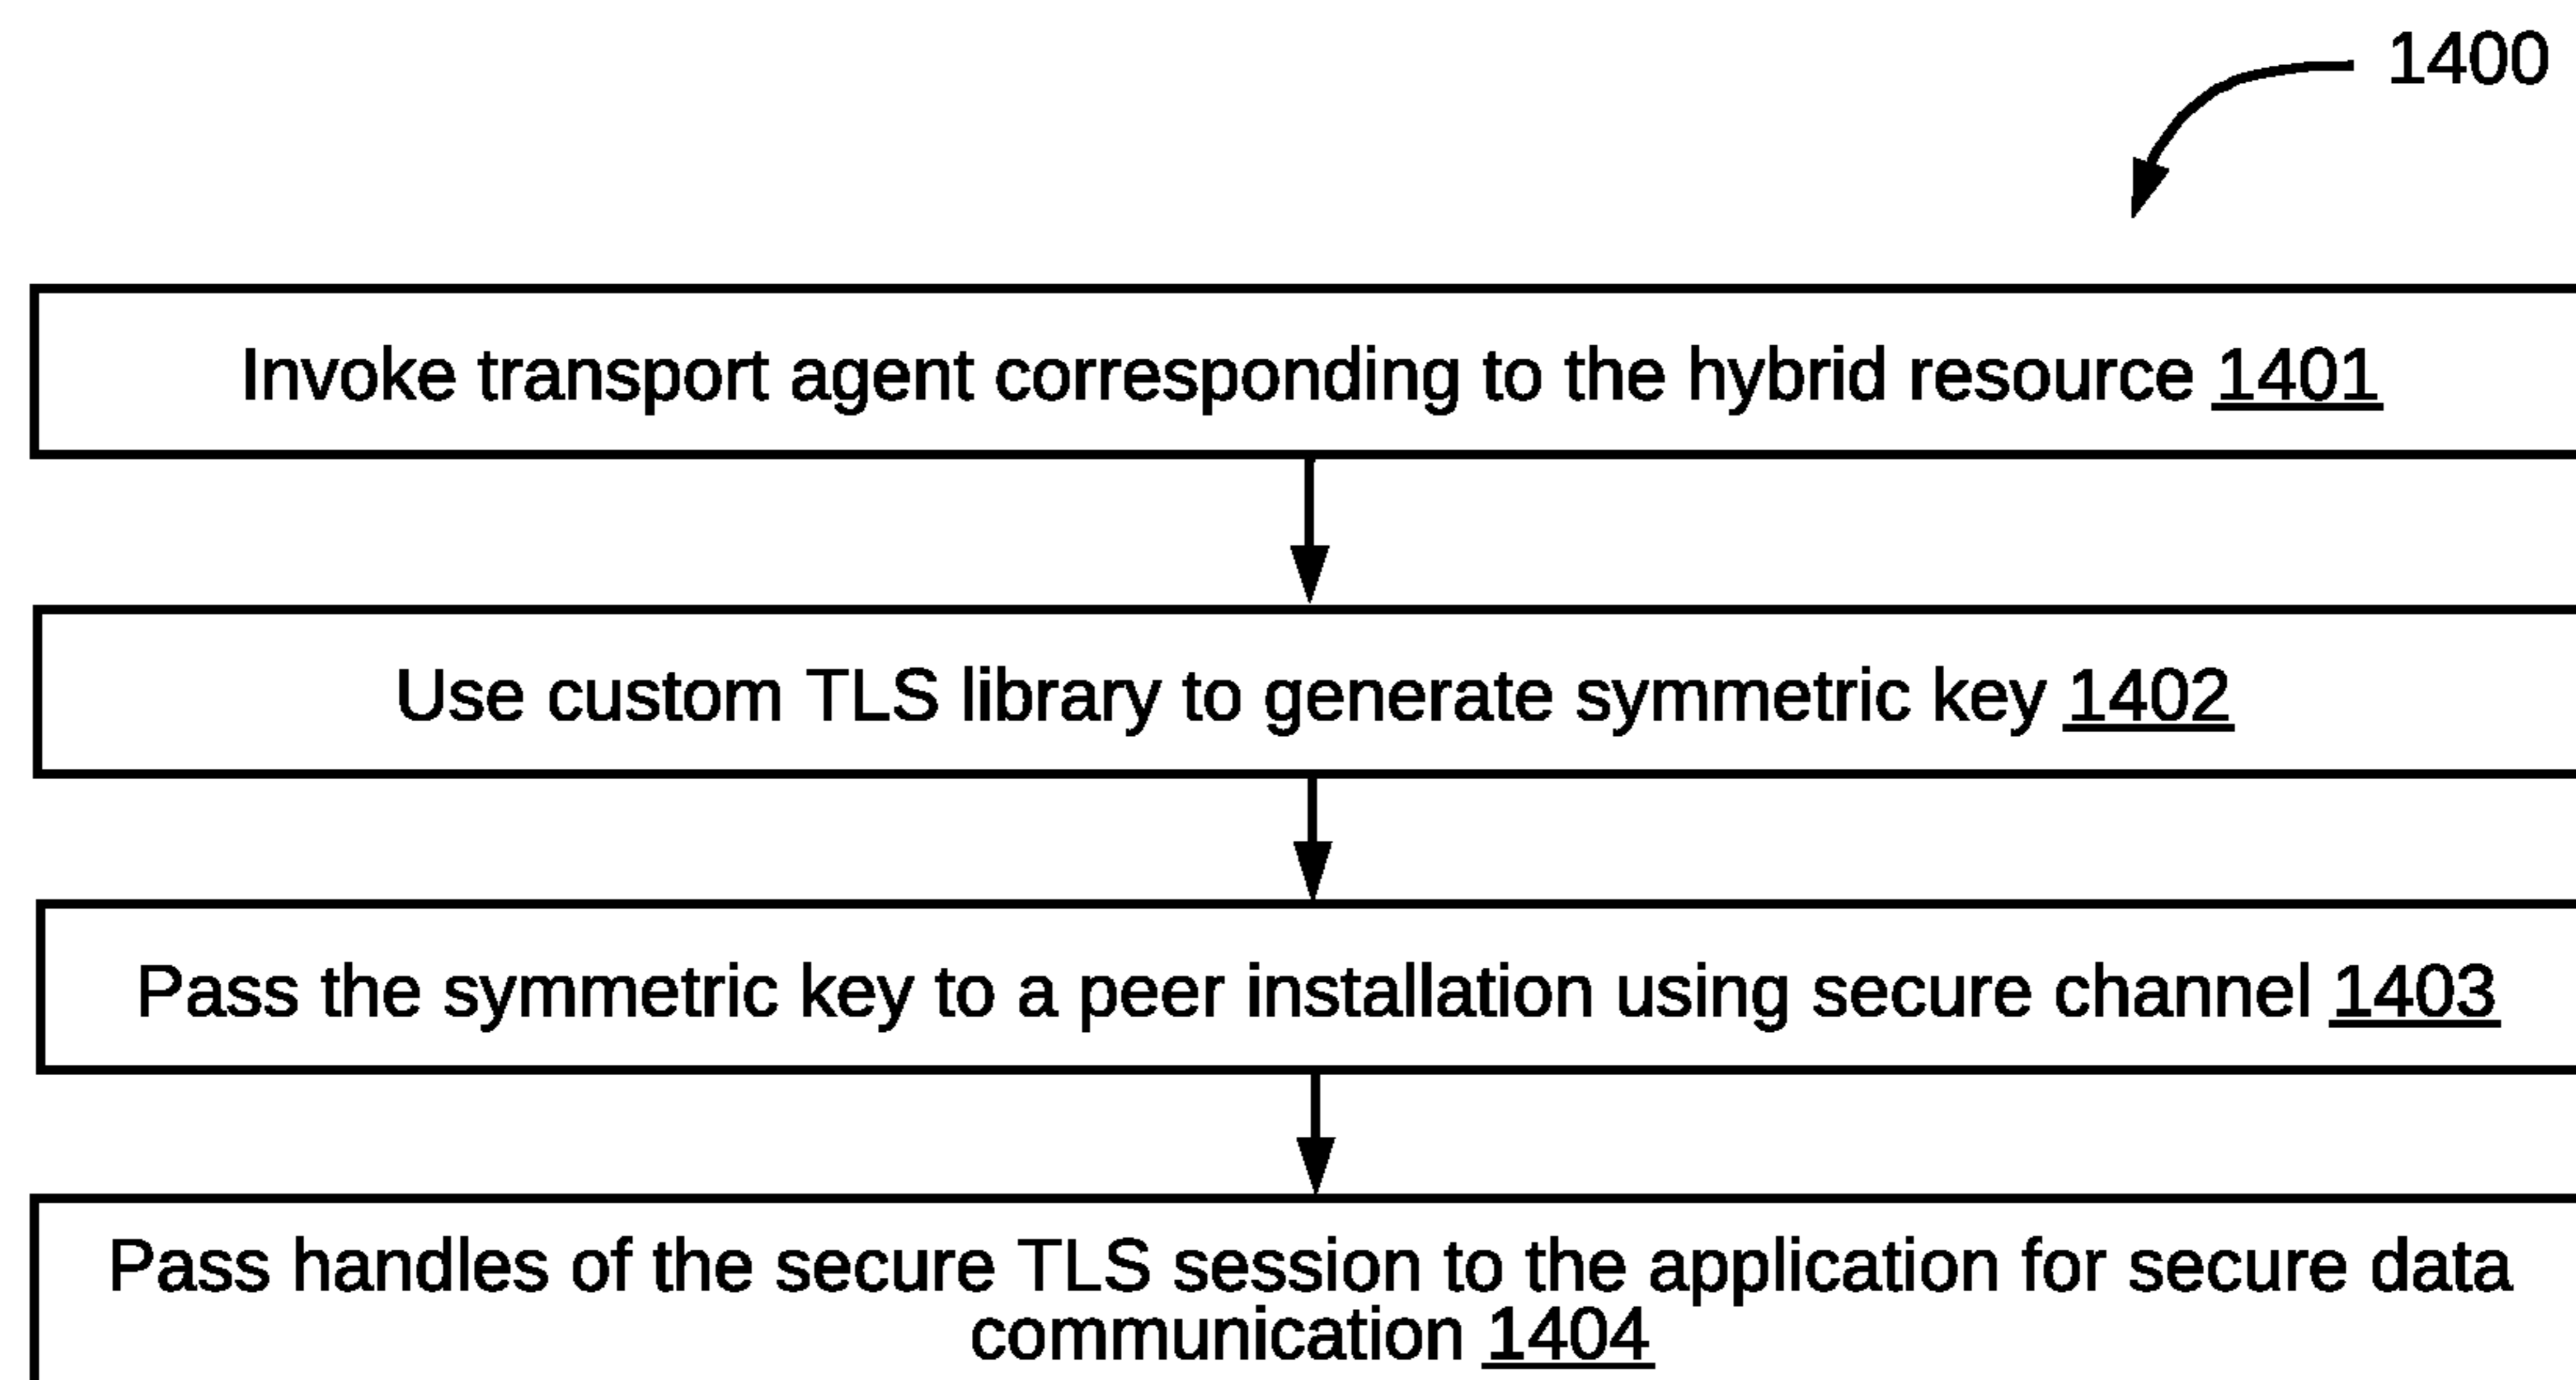 1400
Invoke transport agent corresponding to the hybrid resource 1401
Use custom TLS library to generate symmetric key 1402
Pass the symmetric key to a peer installation using secure channel 1403
Pass handles of the secure TLS session to the application for secure data
communication 1404